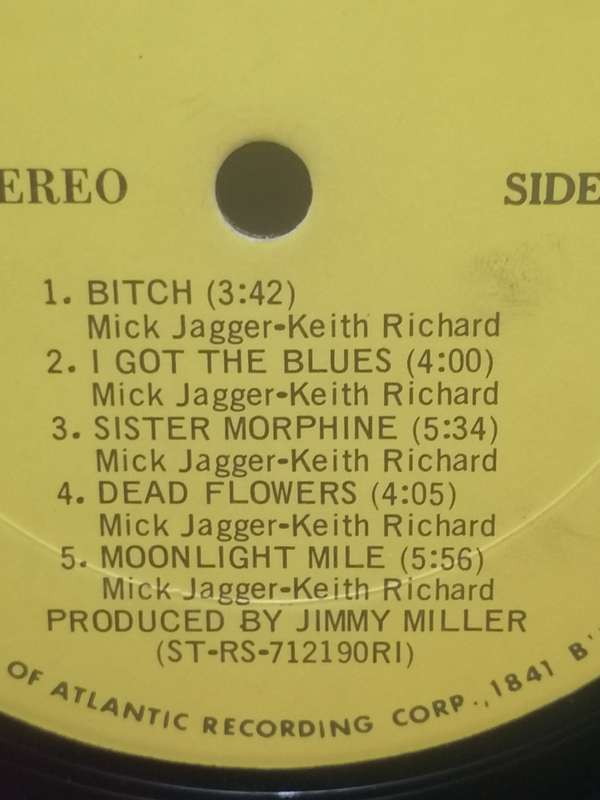 EREO
SIDE
1. BITCH (3:42)
Mick Jagger-Keith Richard
2. I GOT THE BLUES (4:00)
Mick Jagger-Keith Richard
3. SISTER MORPHINE (5:34)
Mick Jagger-Keith Richard
4. DEAD FLOWERS (4:05)
Mick Jagger-Keith Richard
5. MOONLIGHT MILE (5:56)
Mick Jagger-Keith Richard
PRODUCED BY JIMMY MILLER
(ST-RS-712190RI)
OF ATLANTIC RECORDING CORP., 1841 B'